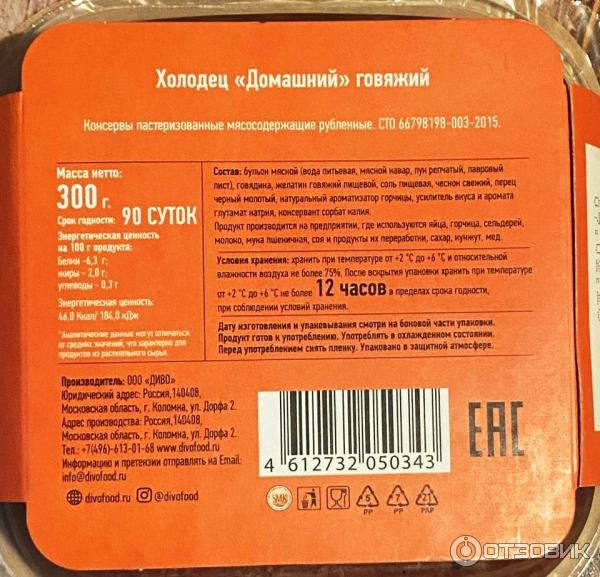 Холодец «Домашний» говяжий
Консервы пастеризованные мясосодержащие рубленные. СТО 66798198-003-2015.
Масса нетто:
300 г.
Срок годности: 90 СУТОК
Энергетическая ценность
на 100 г продукта:
Белки -6,3 г;
жиры - 2,0 г;
углеводы - 0,3 г
Энергетическая ценность:
46,0 Ккал/ 184,0 кДж
*Аналитические данные могут отличаться
от средних значений, что характерно для
продуктов из растительного сырья.
Состав: бульон мясной (вода питьевая, мясной навар, лук репчатый, лавровый
лист), говядина, желатин говяжий пищевой, соль пищевая, чеснок свежий, перец
черный молотый, натуральный ароматизатор горчицы, усилитель вкуса и аромата
глутамат натрия, консервант сорбат калия.
Продукт произведен на предприятии, где используются яйца, горчица, сельдерей,
молоко, мука пшеничная, соя и продукты их переработки, сахар, кунжут, мед.
Условия хранения: хранить при температуре от +2 °С до +6 °С и относительной
влажности воздуха не более 75%. После вскрытия упаковки хранить при температуре
от +2 °С до +6 °С не более 12 часов в пределах срока годности,
при соблюдении условий хранения.
Дату изготовления и упаковывания смотри на боковой части упаковки.
Продукт готов к употреблению. Употреблять в охлажденном состоянии.
Перед употреблением снять пленку. Упаковано в защитной атмосфере.
Производитель: ООО «ДИВО»
Юридический адрес: Россия,140408,
Московская область, г. Коломна, ул. Дорфа 2.
Адрес производства: Россия,140408,
Московская область, г. Коломна, ул. Дорфа 2.
Тел.: +7(496)-613-01-68 www.divofood.ru
Информацию и претензии отправлять на Email:
info@divofood.ru
divofood.ru @divofood.ru
4 612732 050343
EAC
5 7 21
PP PP PAP
ОТЗОВИК